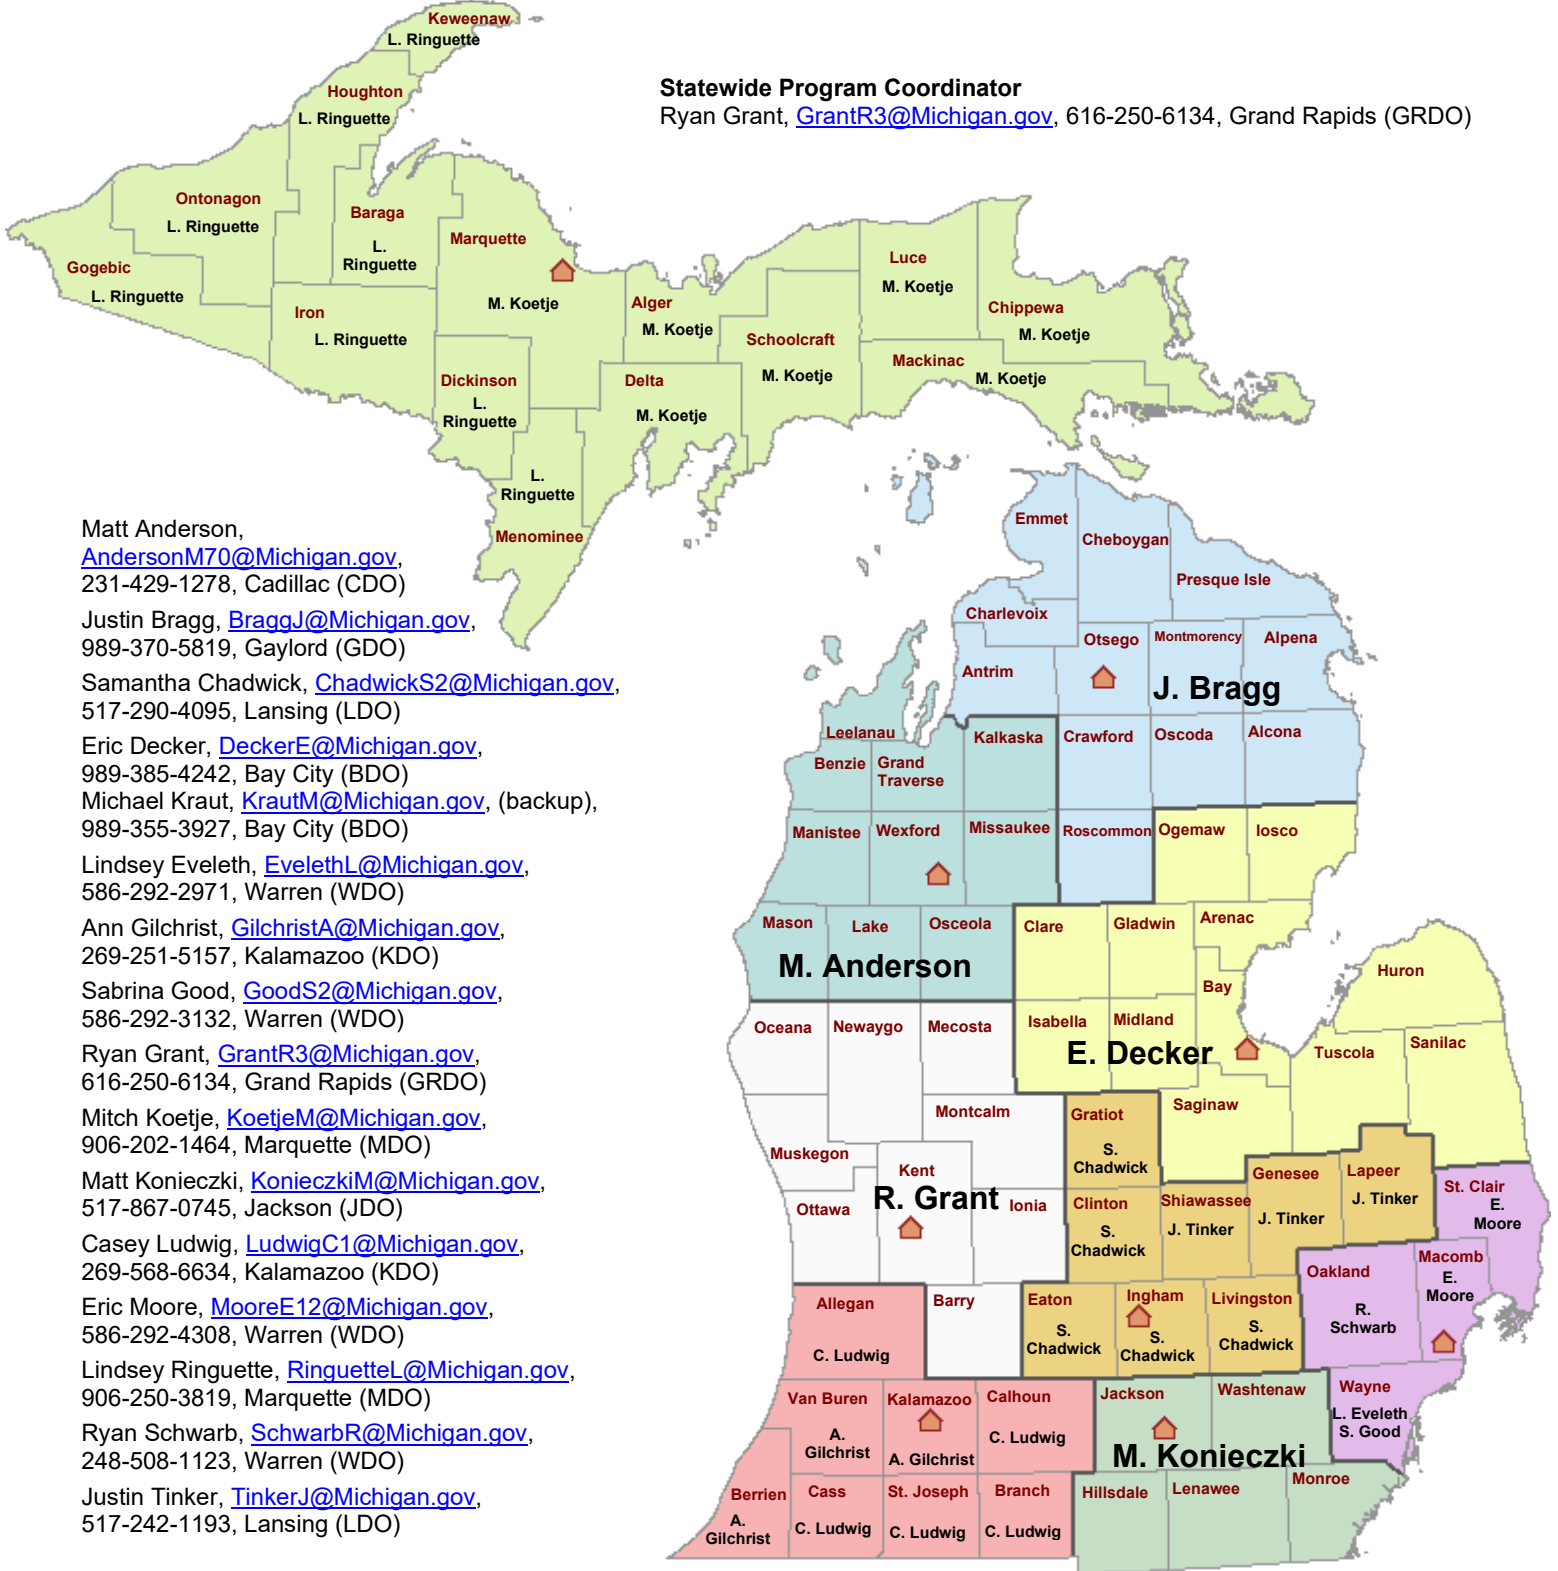 Keweenaw
L. Ringuette
Statewide Program Coordinator
Ryan Grant, GrantR3@Michigan.gov, 616-250-6134, Grand Rapids (GRDO)
Houghton
L. Ringuette
Ontonagon
L. Ringuette
Baraga
L.
Ringuette
Gogebic
L. Ringuette
Iron
L. Ringuette
Marquette
M. Koetje
Alger
M. Koetje
Luce
M. Koetje
Chippewa
M. Koetje
Schoolcraft
M. Koetje
Mackinac
M. Koetje
Dickinson
L.
Ringuette
Delta
M. Koetje
L.
Ringuette
Menominee
Matt Anderson,
AndersonM70@Michigan.gov,
231-429-1278, Cadillac (CDO)
Justin Bragg, BraggJ@Michigan.gov,
989-370-5819, Gaylord (GDO)
Samantha Chadwick, ChadwickS2@Michigan.gov,
517-290-4095, Lansing (LDO)
Eric Decker, DeckerE@Michigan.gov,
989-385-4242, Bay City (BDO)
Michael Kraut, KrautM@Michigan.gov, (backup),
989-355-3927, Bay City (BDO)
Lindsey Eveleth, EvelethL@Michigan.gov,
586-292-2971, Warren (WDO)
Ann Gilchrist, GilchristA@Michigan.gov,
269-251-5157, Kalamazoo (KDO)
Sabrina Good, GoodS2@Michigan.gov,
586-292-3132, Warren (WDO)
Ryan Grant, GrantR3@Michigan.gov,
616-250-6134, Grand Rapids (GRDO)
Mitch Koetje, KoetjeM@Michigan.gov,
906-202-1464, Marquette (MDO)
Matt Konieczki, KonieczkiM@Michigan.gov,
517-867-0745, Jackson (JDO)
Casey Ludwig, LudwigC1@Michigan.gov,
269-568-6634, Kalamazoo (KDO)
Eric Moore, MooreE12@Michigan.gov,
586-292-4308, Warren (WDO)
Lindsey Ringuette, RinguetteL@Michigan.gov,
906-250-3819, Marquette (MDO)
Ryan Schwarb, SchwarbR@Michigan.gov,
248-508-1123, Warren (WDO)
Justin Tinker, TinkerJ@Michigan.gov,
517-242-1193, Lansing (LDO)
Emmet
Cheboygan
Presque Isle
Charlevoix
Otsego
Montmorency
Alpena
Antrim
J. Bragg
Crawford
Oscoda
Alcona
Roscommon
Leelanau
Kalkaska
Benzie
Grand
Traverse
Manistee
Wexford
Missaukee
Mason
Lake
Osceola
M. Anderson
Ogemaw
Iosco
Clare
Gladwin
Arenac
Bay
Huron
Isabella
Midland
E. Decker
Tuscola
Sanilac
Saginaw
Oceana
Newaygo
Mecosta
Montcalm
Muskegon
Kent
R. Grant
Ottawa
Ionia
Barry
Gratiot
S.
Chadwick
Clinton
S.
Chadwick
Shiawassee
J. Tinker
Genesee
J. Tinker
Lapeer
J. Tinker
Eaton
S.
Chadwick
Ingham
S.
Chadwick
Livingston
S.
Chadwick
St. Clair
E.
Moore
Macomb
E.
Moore
Oakland
R.
Schwarb
Wayne
L. Eveleth
S. Good
Allegan
C. Ludwig
Van Buren
A.
Gilchrist
Kalamazoo
A. Gilchrist
Calhoun
C. Ludwig
Berrien
A.
Gilchrist
Cass
C. Ludwig
St. Joseph
C. Ludwig
Branch
C. Ludwig
Jackson
Washtenaw
M. Konieczki
Hillsdale
Lenawee
Monroe